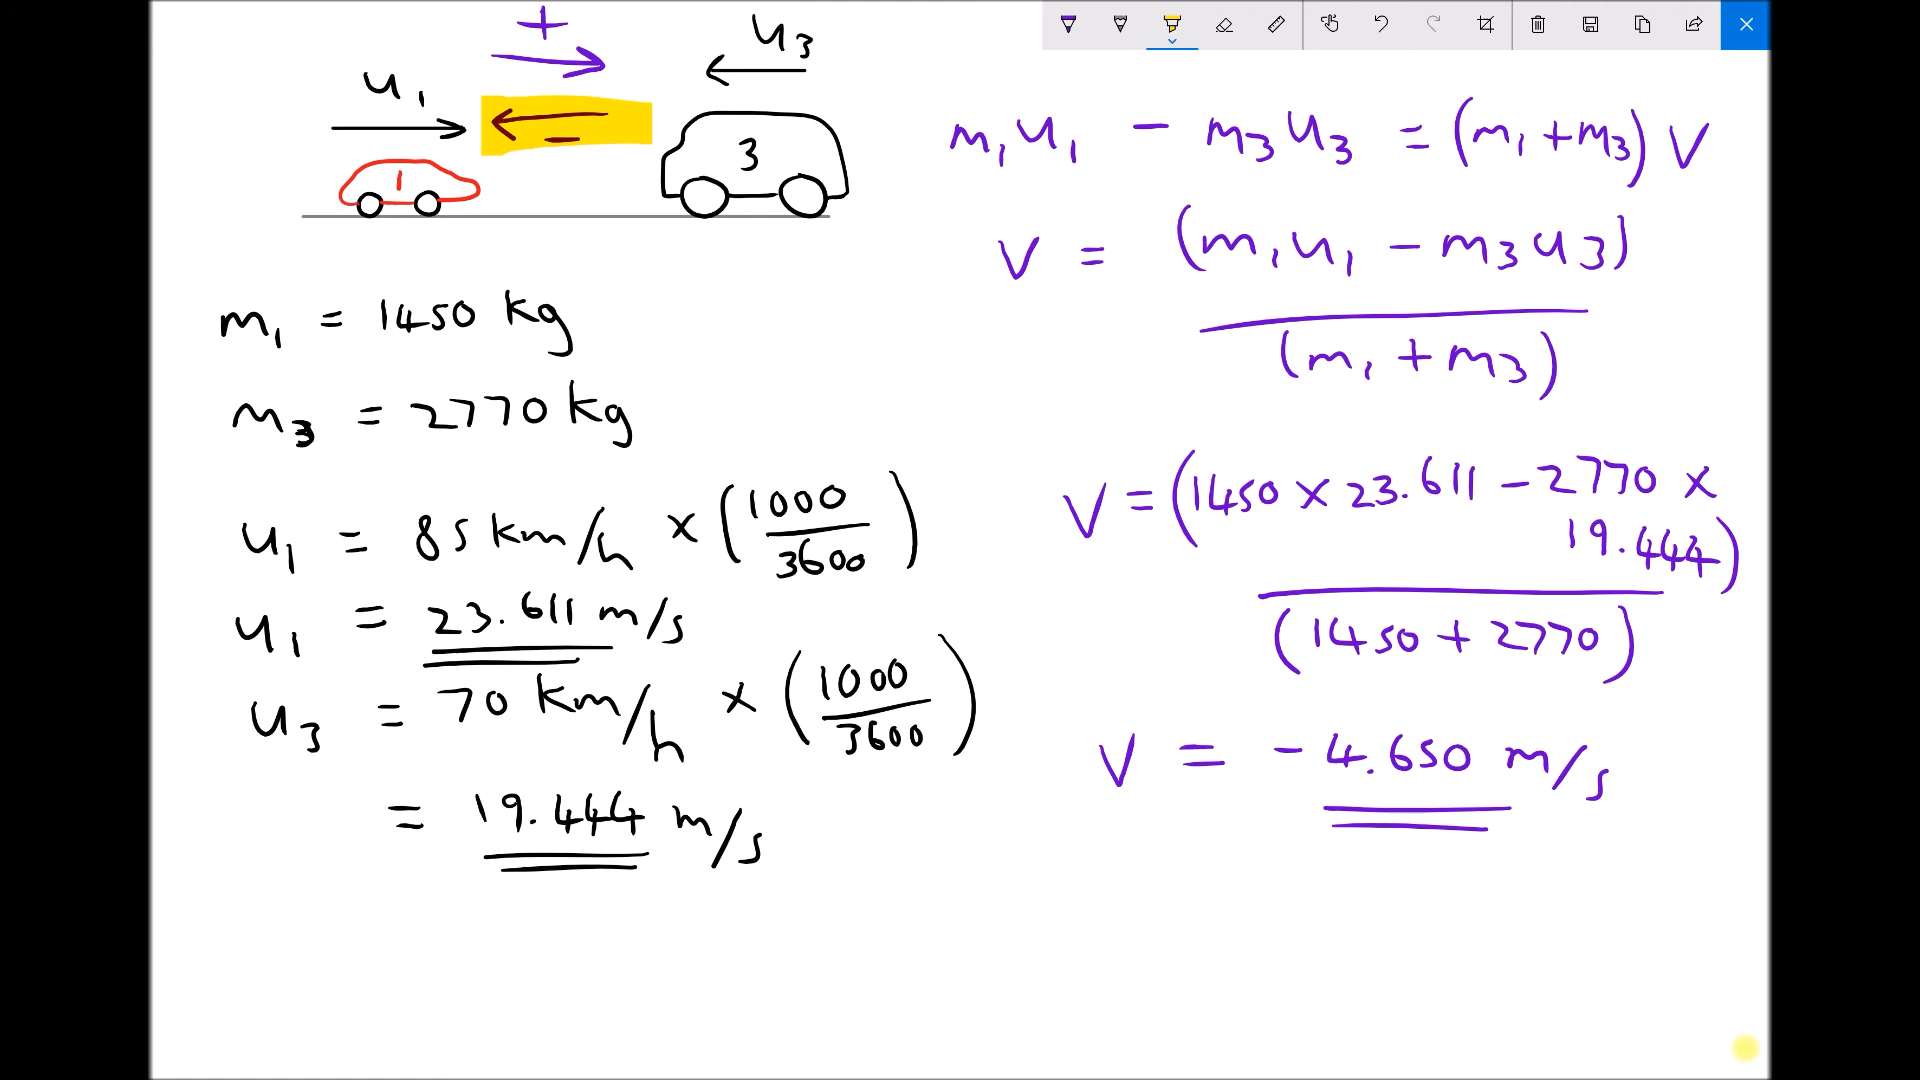 +
u₃
u₁
−
1
3
m₁ = 1450 kg
m₃ = 2770 kg
u₁ = 85 km/h × (1000/3600)
u₁ = 23.611 m/s
u₃ = 70 km/h × (1000/3600)
= 19.444 m/s
m₁u₁ − m₃u₃ = (m₁ + m₃) V
V = (m₁u₁ − m₃u₃)
(m₁ + m₃)
V = (1450 × 23.611 − 2770 ×
19.444)
(1450 + 2770)
V = −4.650 m/s